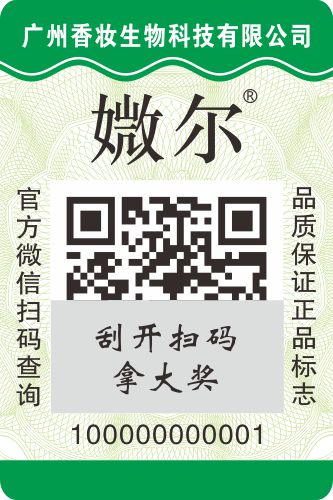 广州香妆生物科技有限公司
媺尔®
官方微信扫码查询
品质保证正品标志
刮开扫码
拿大奖
100000000001